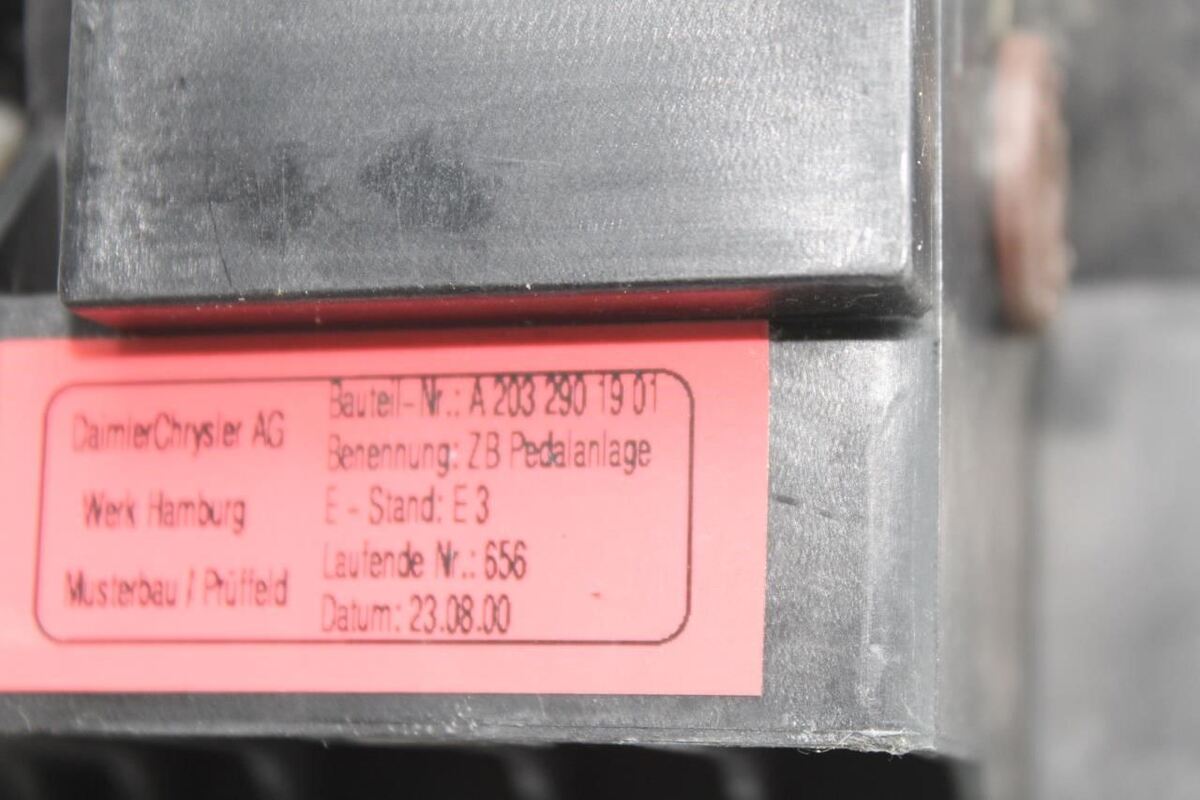 DaimlerChrysler AG
Werk Hamburg
Musterbau / Prüffeld
Bauteil-Nr.: A 203 290 19 01
Benennung: ZB Pedalanlage
E - Stand: E 3
Laufende Nr.: 656
Datum: 23.08.00